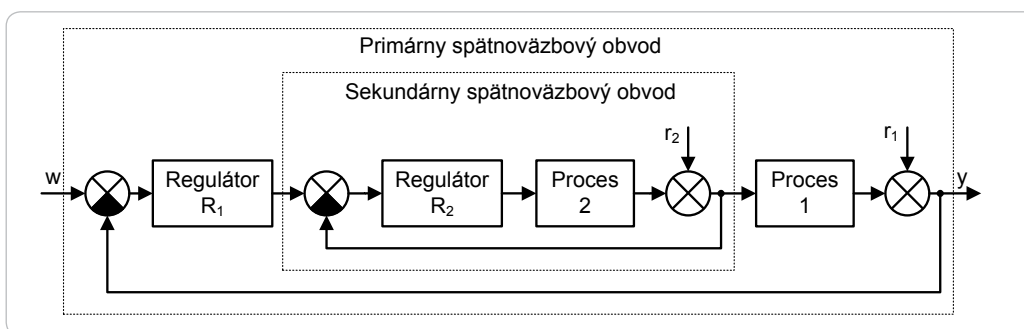 Primárny spätnoväzbový obvod
Sekundárny spätnoväzbový obvod
w
Regulátor
R1
Regulátor
R2
Proces
2
r2
Proces
1
r1
y